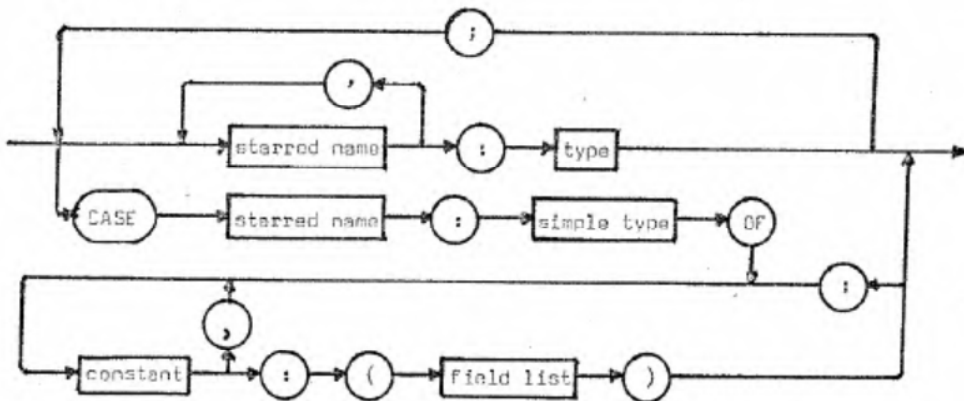 ;
,
starred name : type
CASE starred name : simple type OF
:
,
constant : ( field list )